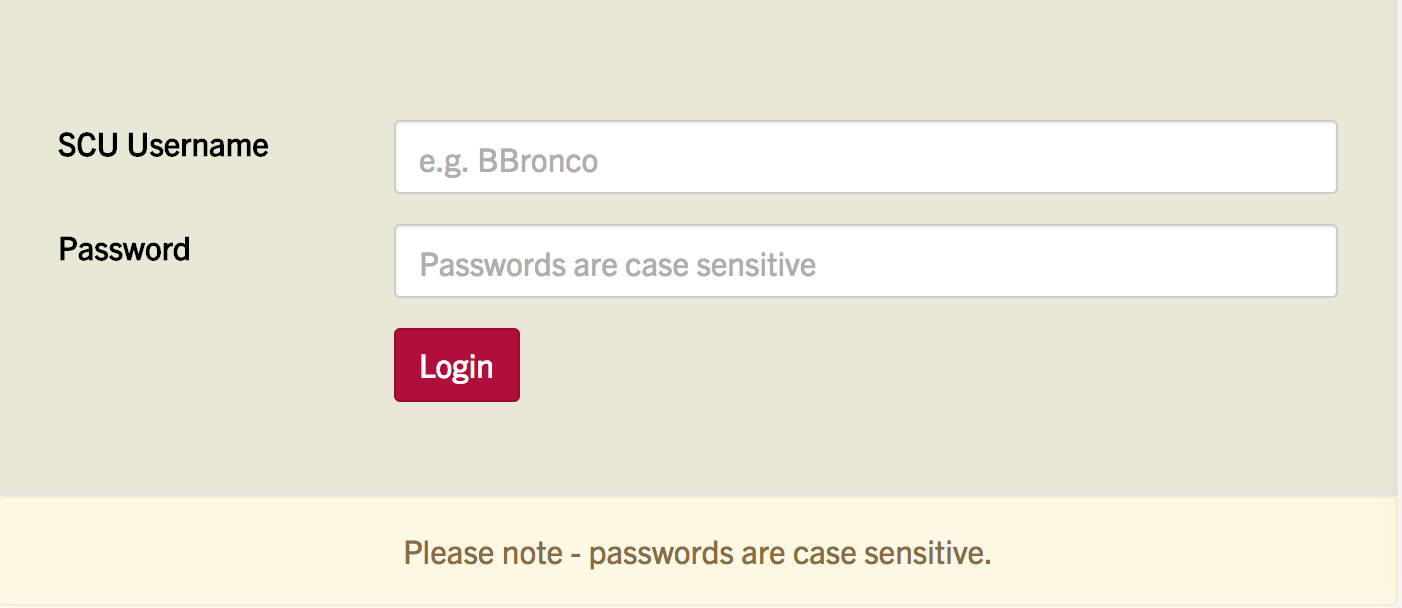 SCU Username
e.g. BBronco
Password
Passwords are case sensitive
Login
Please note - passwords are case sensitive.